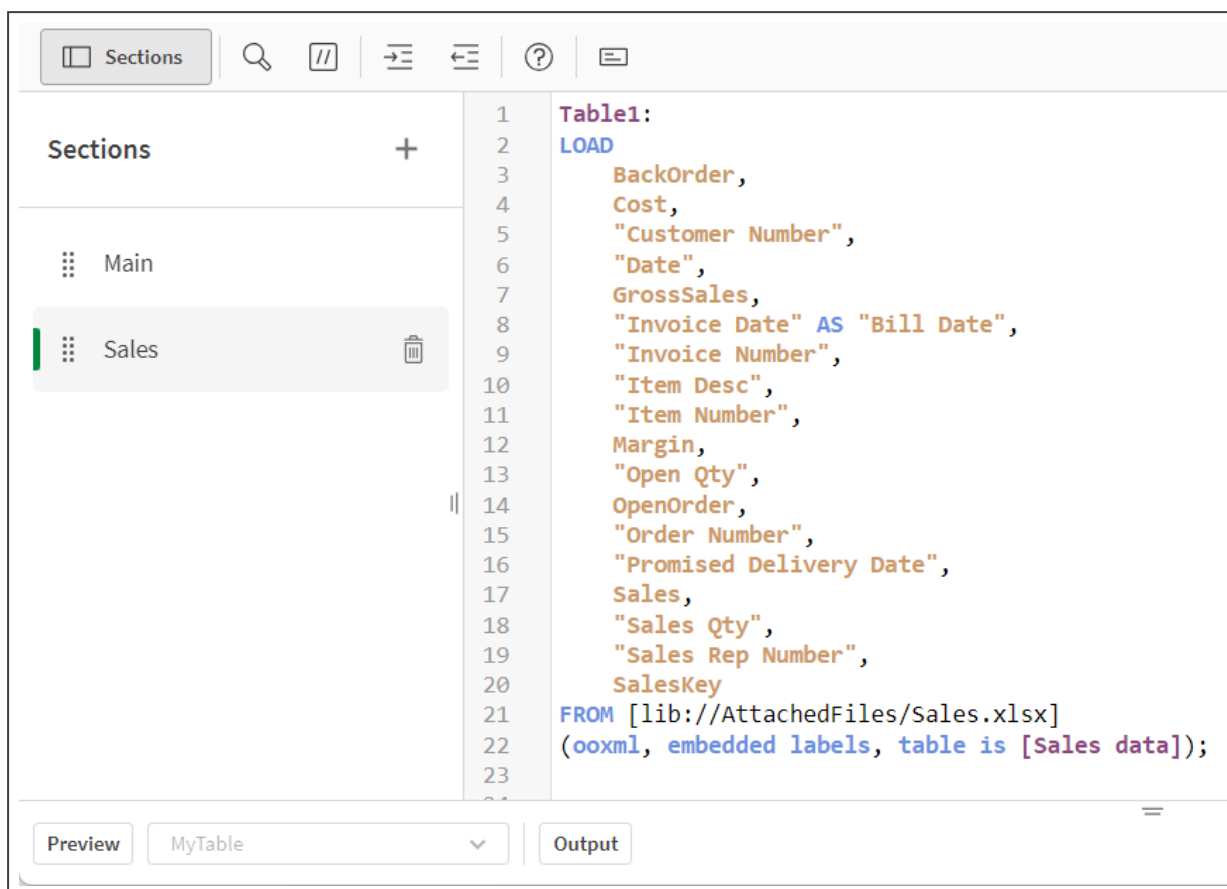 Sections
Sections
Main
Sales
1 Table1:
2 LOAD
3 BackOrder,
4 Cost,
5 "Customer Number",
6 "Date",
7 GrossSales,
8 "Invoice Date" AS "Bill Date",
9 "Invoice Number",
10 "Item Desc",
11 "Item Number",
12 Margin,
13 "Open Qty",
14 OpenOrder,
15 "Order Number",
16 "Promised Delivery Date",
17 Sales,
18 "Sales Qty",
19 "Sales Rep Number",
20 SalesKey
21 FROM [lib://AttachedFiles/Sales.xlsx]
22 (ooxml, embedded labels, table is [Sales data]);
23
Preview MyTable Output